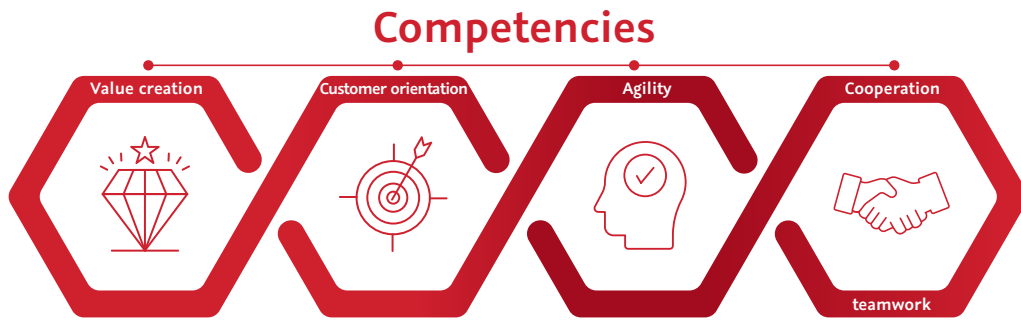 Competencies
Value creation
Customer orientation
Agility
Cooperation
teamwork